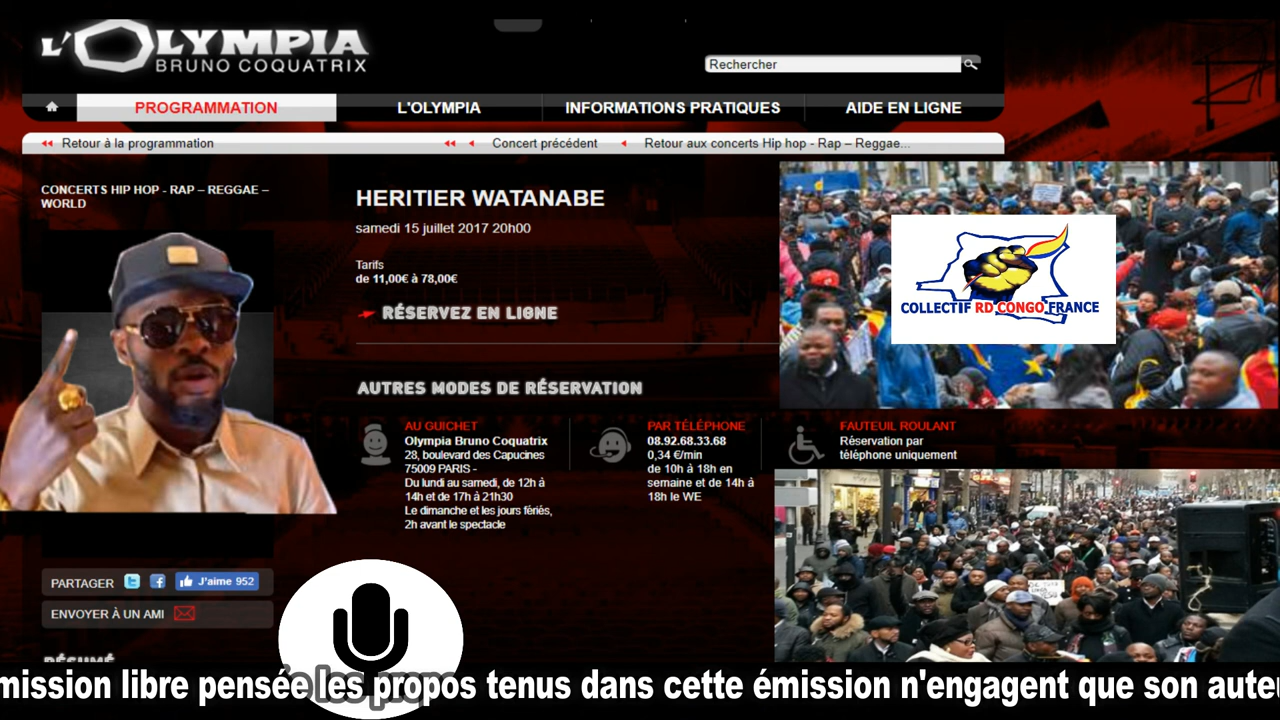 L'OLYMPIA
BRUNO COQUATRIX
Rechercher
PROGRAMMATION
L'OLYMPIA
INFORMATIONS PRATIQUES
AIDE EN LIGNE
Retour à la programmation
Concert précédent
Retour aux concerts Hip hop - Rap – Reggae...
CONCERTS HIP HOP - RAP – REGGAE –
WORLD
HERITIER WATANABE
samedi 15 juillet 2017 20h00
Tarifs
de 11,00€ à 78,00€
RÉSERVEZ EN LIGNE
COLLECTIF RD CONGO FRANCE
AUTRES MODES DE RÉSERVATION
AU GUICHET
Olympia Bruno Coquatrix
28, boulevard des Capucines
75009 PARIS -
Du lundi au samedi, de 12h à
14h et de 17h à 21h30
Le dimanche et les jours fériés,
2h avant le spectacle
PAR TÉLÉPHONE
08.92.68.33.68
0,34 €/min
de 10h à 18h en
semaine et de 14h à
18h le WE
FAUTEUIL ROULANT
Réservation par
téléphone uniquement
PARTAGER
J'aime 952
ENVOYER À UN AMI
RÉSUMÉ
mission libre pensée les propos tenus dans cette émission n'engagent que son auteu